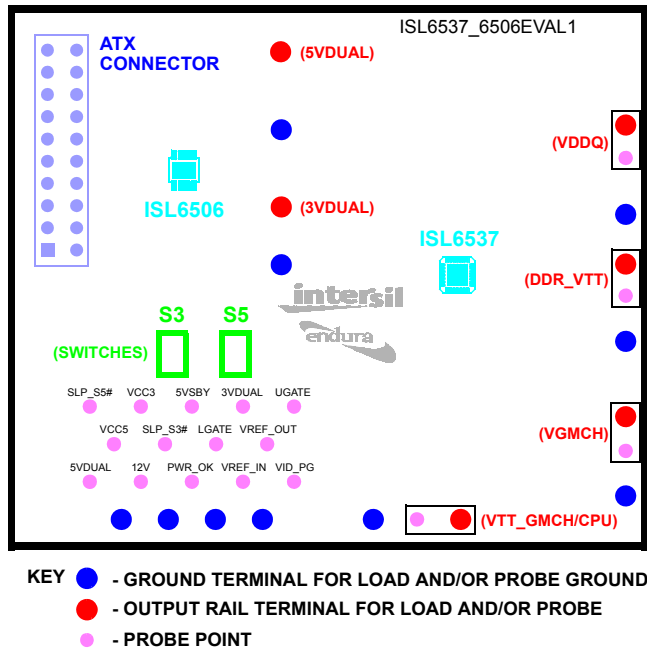 ISL6537_6506EVAL1
ATX
CONNECTOR
(5VDUAL)
(VDDQ)
ISL6506
(3VDUAL)
ISL6537
(DDR_VTT)
intersil
endura
S3 S5
(SWITCHES)
SLP_S5# VCC3 5VSBY 3VDUAL UGATE
VCC5 SLP_S3# LGATE VREF_OUT
(VGMCH)
5VDUAL 12V PWR_OK VREF_IN VID_PG
(VTT_GMCH/CPU)
KEY - GROUND TERMINAL FOR LOAD AND/OR PROBE GROUND
- OUTPUT RAIL TERMINAL FOR LOAD AND/OR PROBE
- PROBE POINT